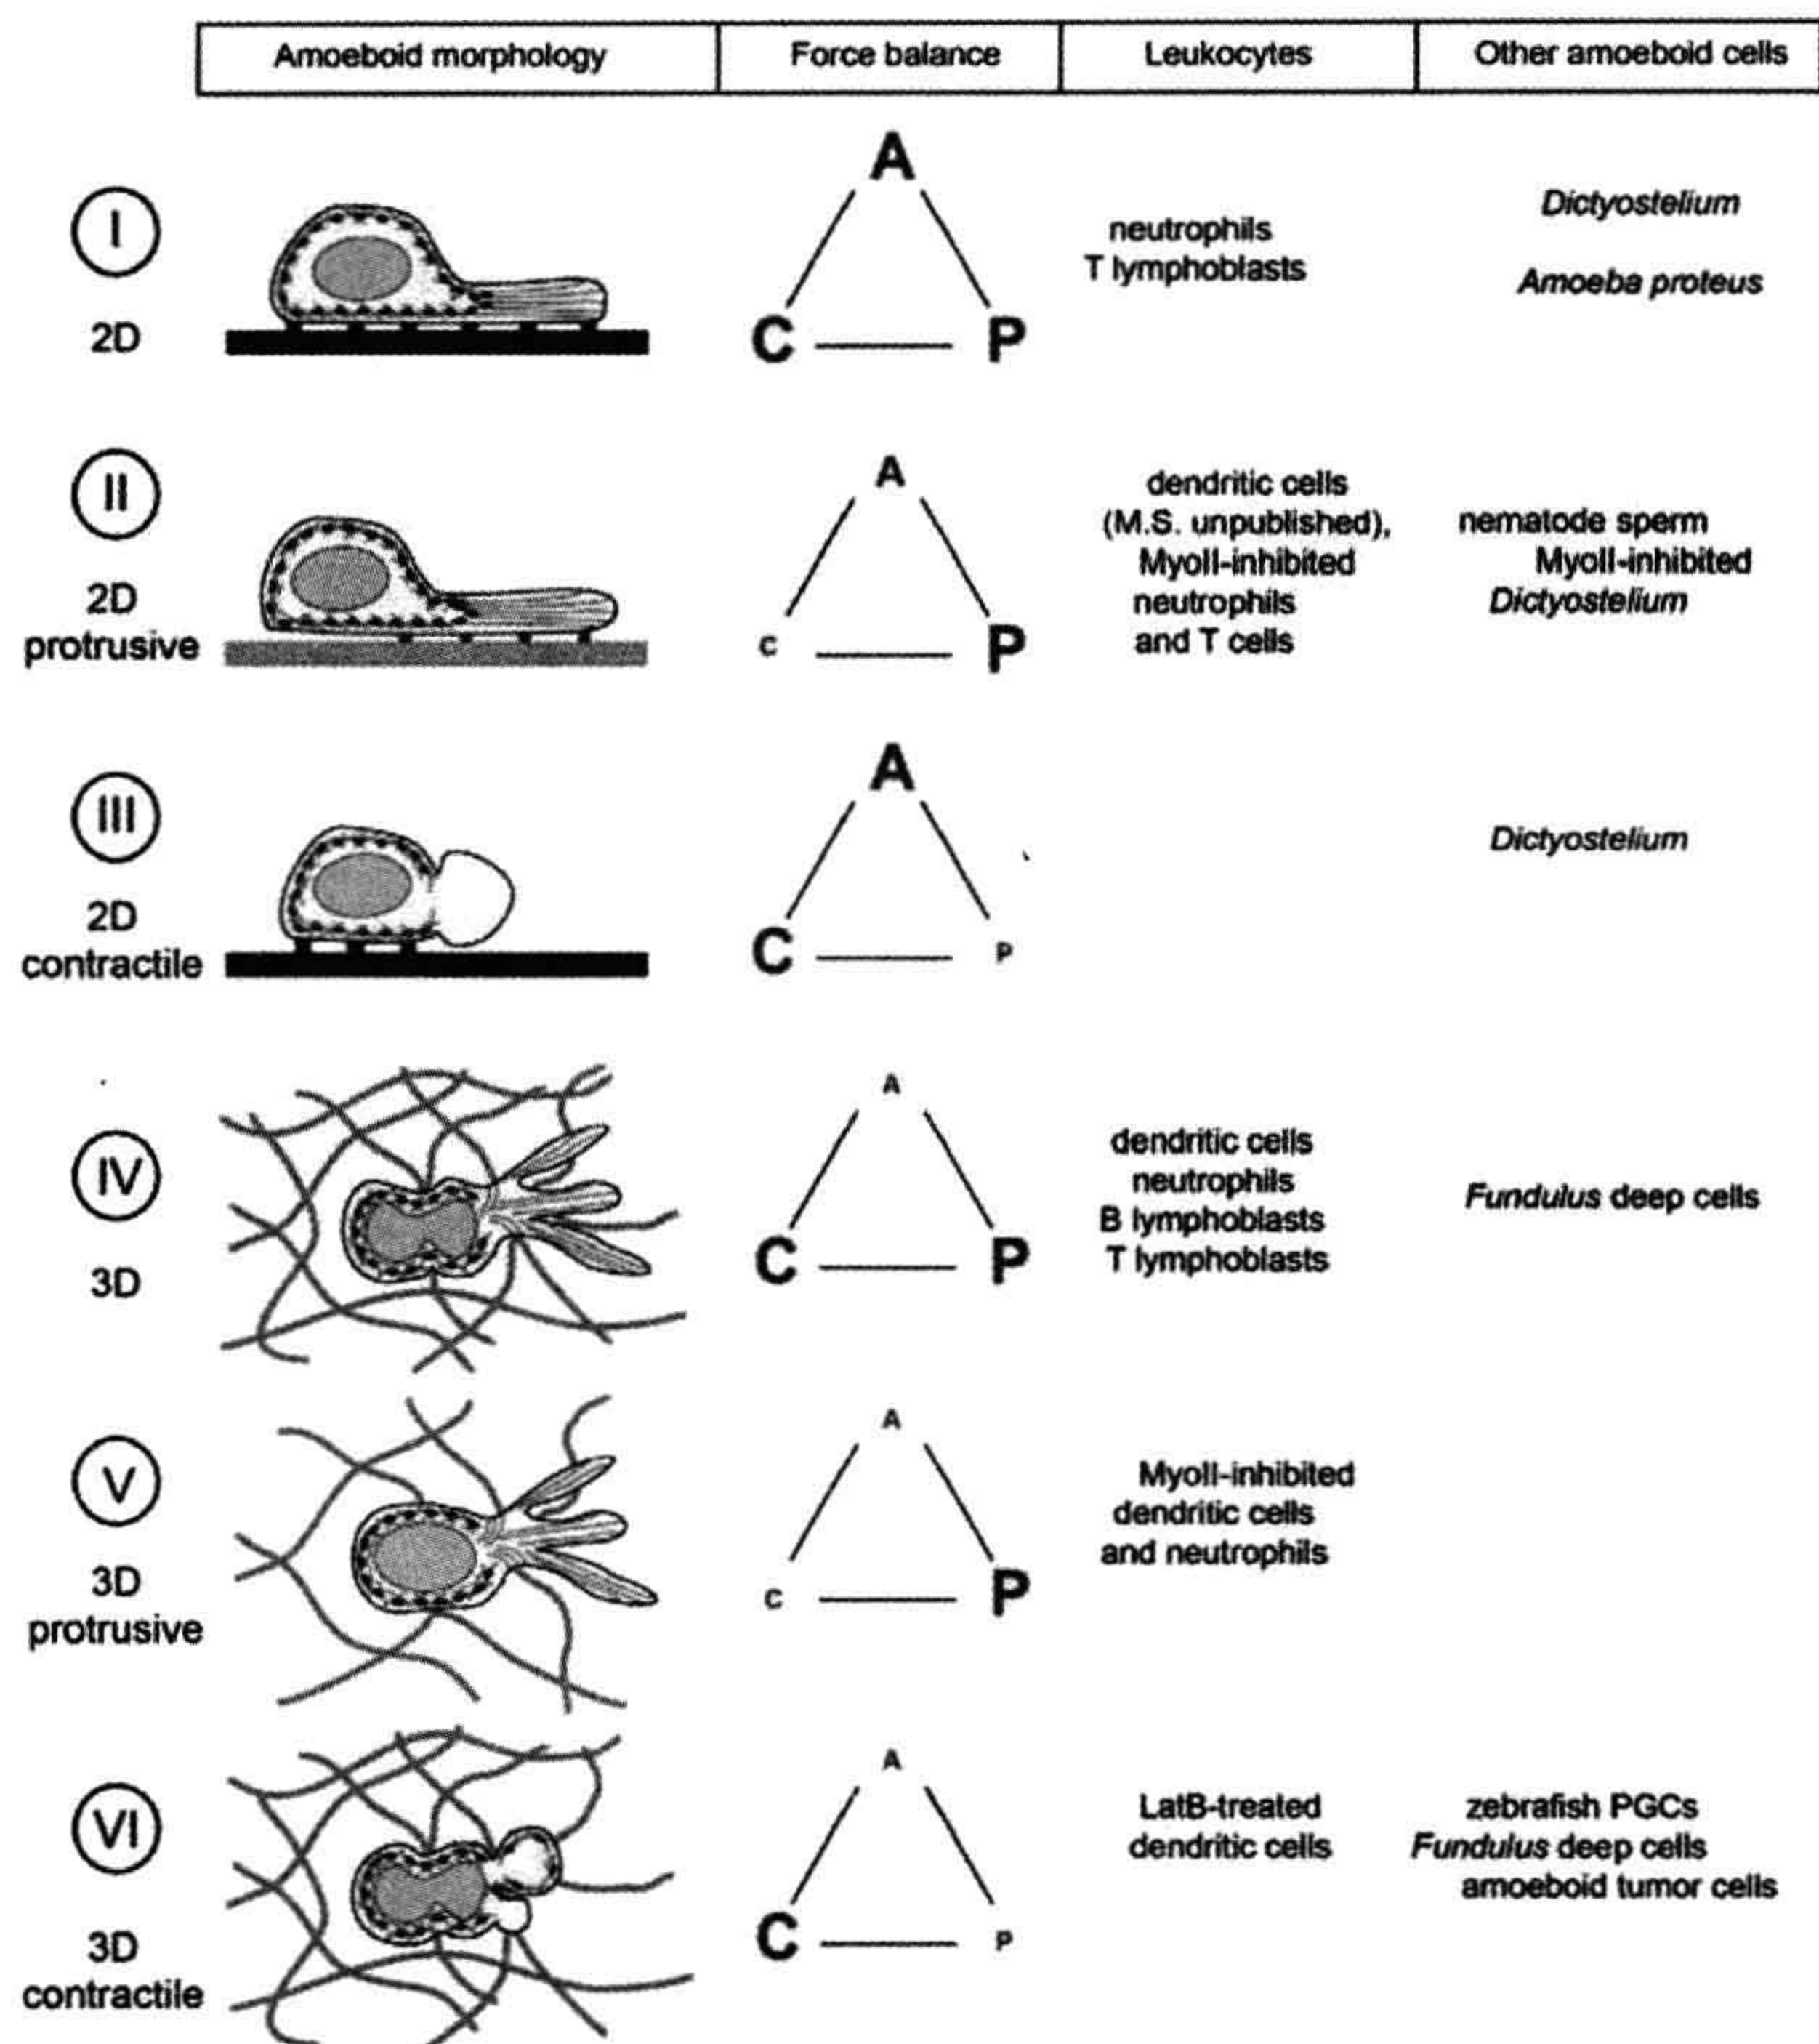 Amoeboid morphology
Force balance
Leukocytes
Other amoeboid cells
I
2D
A
C
P
neutrophils
T lymphoblasts
Dictyostelium
Amoeba proteus
II
2D
protrusive
A
C
P
dendritic cells
(M.S. unpublished),
MyoII-inhibited
neutrophils
and T cells
nematode sperm
MyoII-inhibited
Dictyostelium
III
2D
contractile
A
C
P
Dictyostelium
IV
3D
A
C
P
dendritic cells
neutrophils
B lymphoblasts
T lymphoblasts
Fundulus deep cells
V
3D
protrusive
A
C
P
MyoII-inhibited
dendritic cells
and neutrophils
VI
3D
contractile
A
C
P
LatB-treated
dendritic cells
zebrafish PGCs
Fundulus deep cells
amoeboid tumor cells